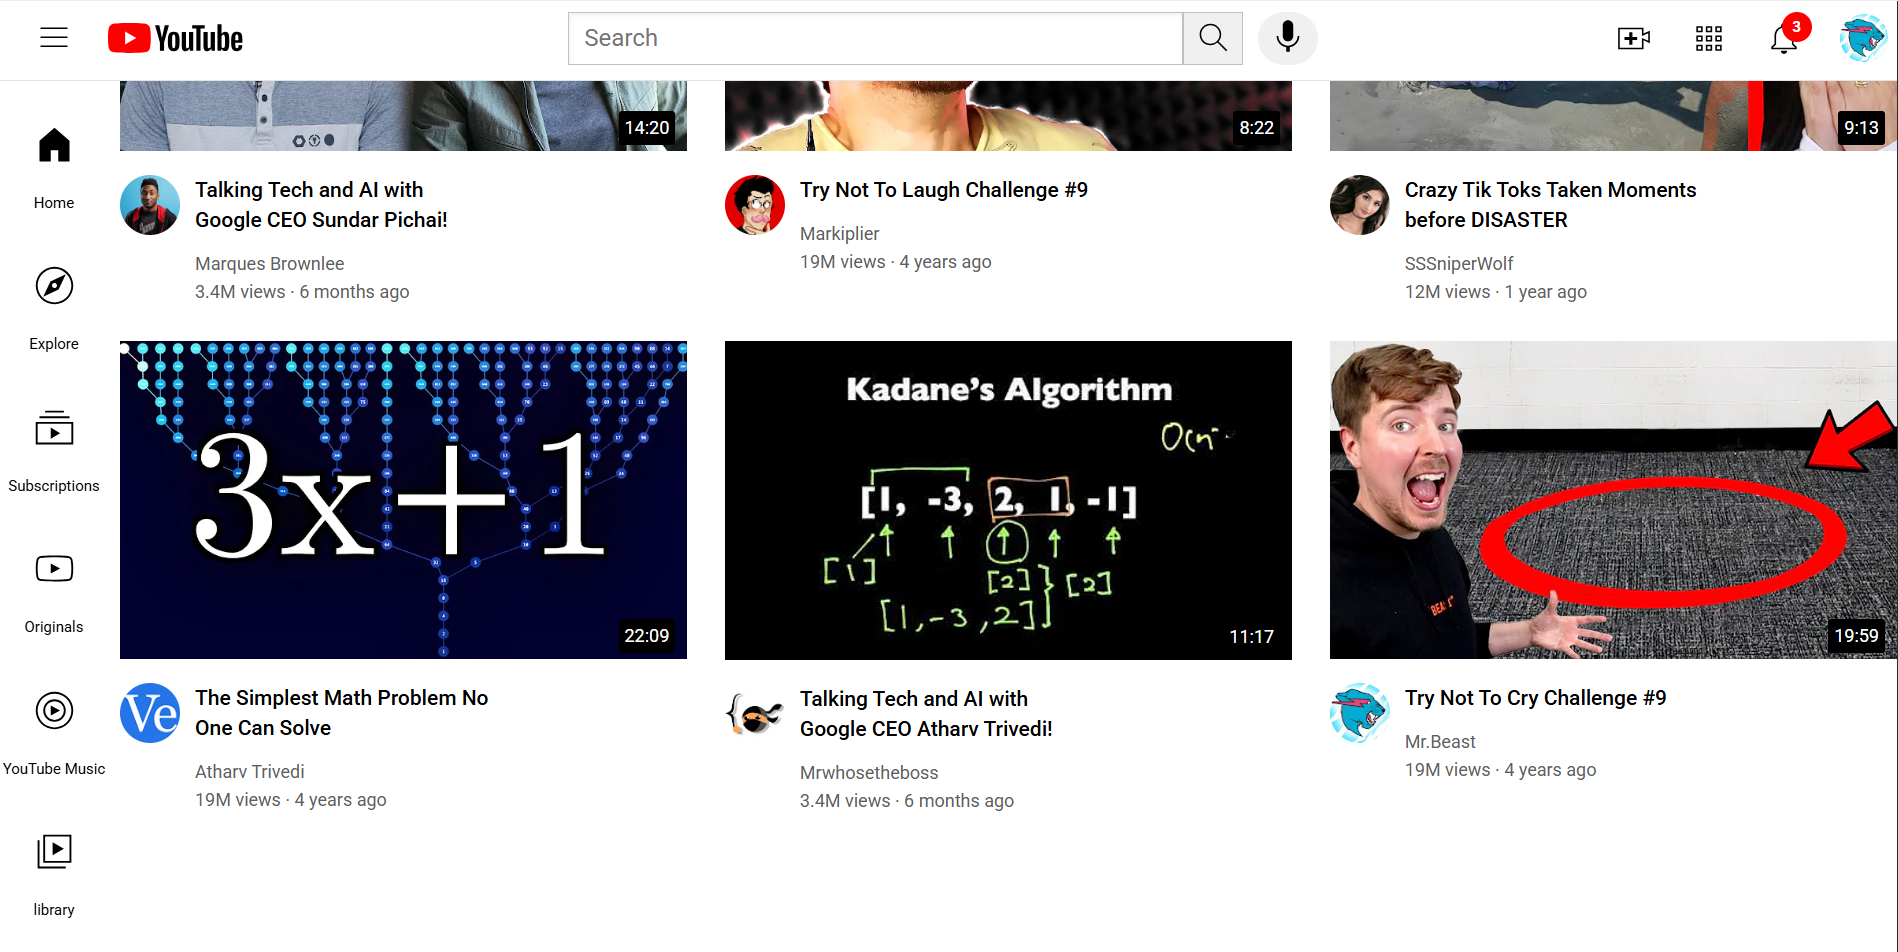 YouTube
Search
3
14:20
8:22
9:13
Home
Explore
Subscriptions
Originals
YouTube Music
library
Talking Tech and AI with
Google CEO Sundar Pichai!
Marques Brownlee
3.4M views · 6 months ago
Try Not To Laugh Challenge #9
Markiplier
19M views · 4 years ago
Crazy Tik Toks Taken Moments
before DISASTER
SSSniperWolf
12M views · 1 year ago
3x+1
22:09
Kadane's Algorithm
[1, -3, 2, 1, -1]
[1]
[2]
[2]
[1,-3,2]
11:17
19:59
Ve
The Simplest Math Problem No
One Can Solve
Atharv Trivedi
19M views · 4 years ago
Talking Tech and AI with
Google CEO Atharv Trivedi!
Mrwhosetheboss
3.4M views · 6 months ago
Try Not To Cry Challenge #9
Mr.Beast
19M views · 4 years ago